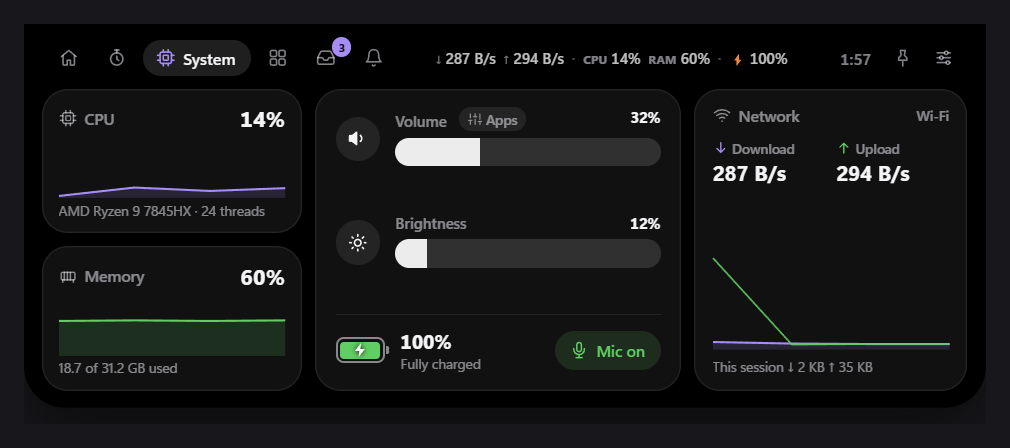 System
3
↓ 287 B/s ↑ 294 B/s · CPU 14% RAM 60% · 100%
1:57
CPU 14%
AMD Ryzen 9 7845HX · 24 threads
Memory 60%
18.7 of 31.2 GB used
Volume Apps 32%
Brightness 12%
100%
Fully charged
Mic on
Network Wi-Fi
↓ Download ↑ Upload
287 B/s 294 B/s
This session ↓ 2 KB ↑ 35 KB